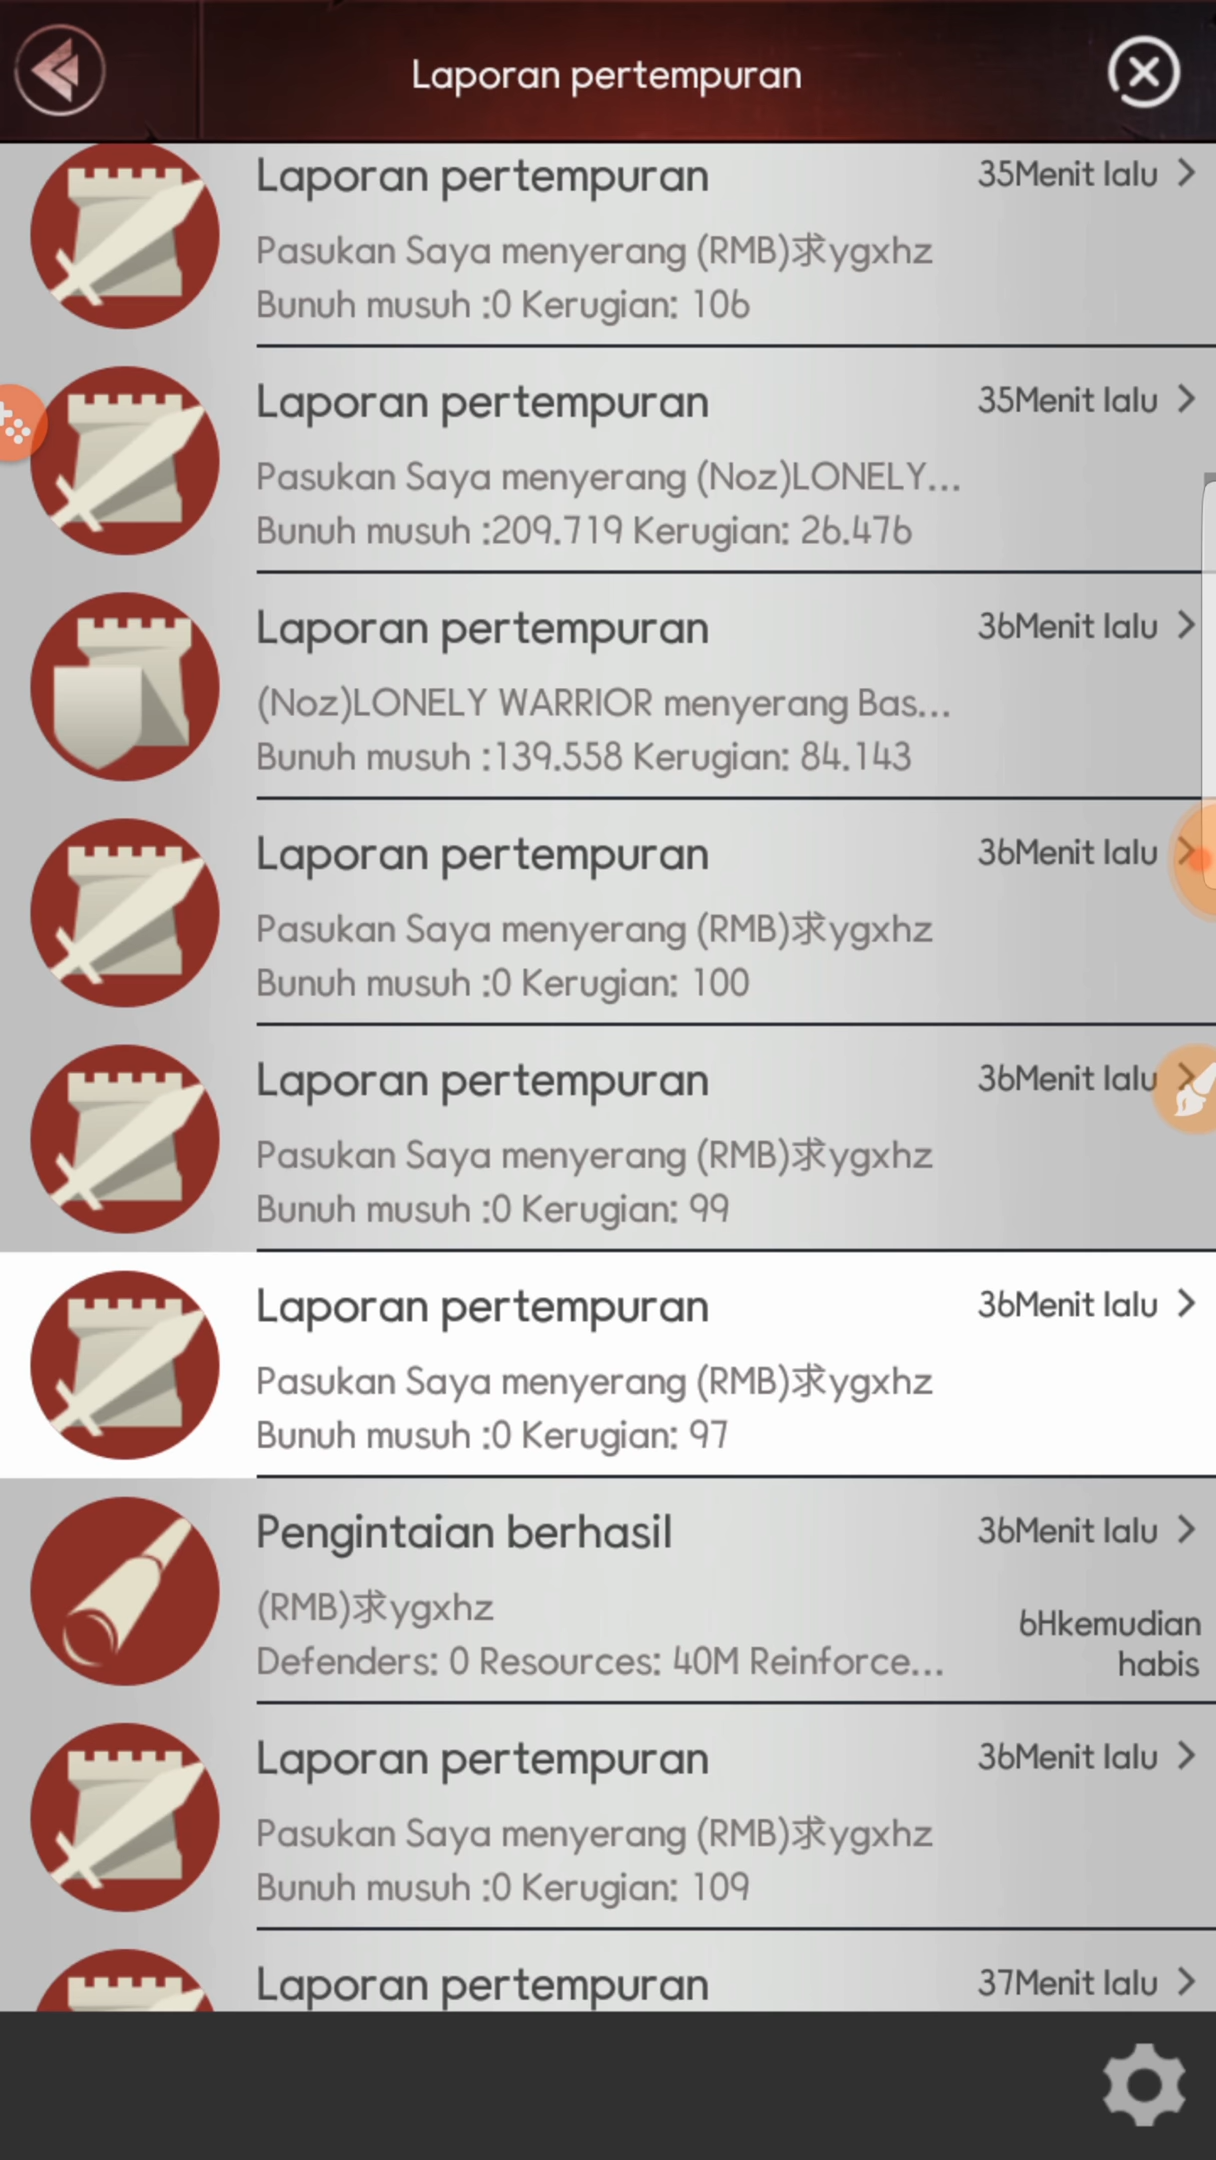 Laporan pertempuran
Laporan pertempuran 35Menit lalu
Pasukan Saya menyerang (RMB)求ygxhz
Bunuh musuh :0 Kerugian: 106
Laporan pertempuran 35Menit lalu
Pasukan Saya menyerang (Noz)LONELY...
Bunuh musuh :209.719 Kerugian: 26.476
Laporan pertempuran 36Menit lalu
(Noz)LONELY WARRIOR menyerang Bas...
Bunuh musuh :139.558 Kerugian: 84.143
Laporan pertempuran 36Menit lalu
Pasukan Saya menyerang (RMB)求ygxhz
Bunuh musuh :0 Kerugian: 100
Laporan pertempuran 36Menit lalu
Pasukan Saya menyerang (RMB)求ygxhz
Bunuh musuh :0 Kerugian: 99
Laporan pertempuran 36Menit lalu
Pasukan Saya menyerang (RMB)求ygxhz
Bunuh musuh :0 Kerugian: 97
Pengintaian berhasil 36Menit lalu
(RMB)求ygxhz
6Hkemudian
habis
Defenders: 0 Resources: 40M Reinforce...
Laporan pertempuran 36Menit lalu
Pasukan Saya menyerang (RMB)求ygxhz
Bunuh musuh :0 Kerugian: 109
Laporan pertempuran 37Menit lalu